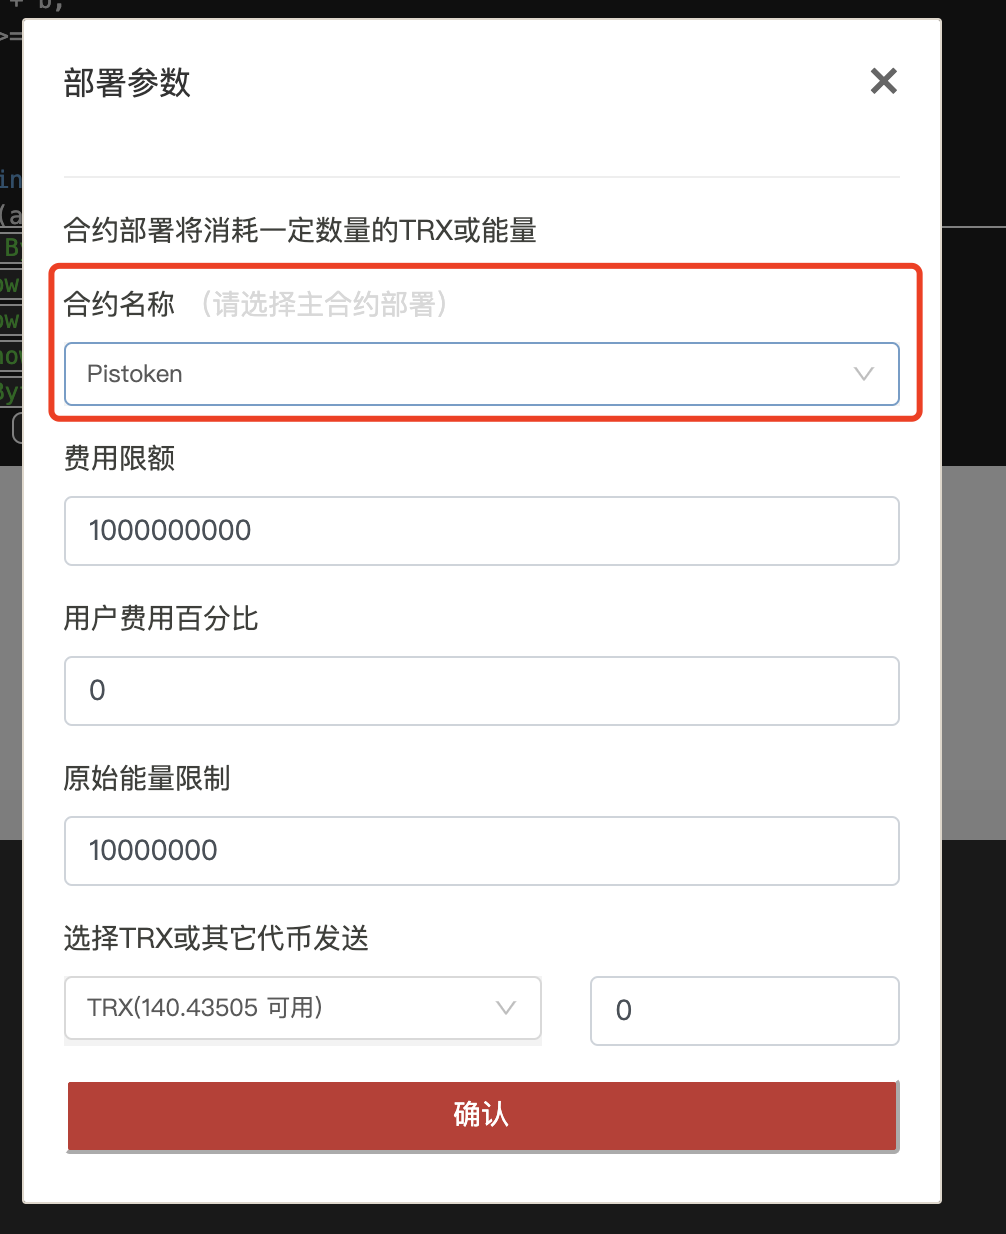 + b;
>=
部署参数
in
(a
合约部署将消耗一定数量的TRX或能量
合约名称 （请选择主合约部署）
Pistoken
费用限额
1000000000
用户费用百分比
0
原始能量限制
10000000
选择TRX或其它代币发送
TRX(140.43505 可用)
0
确认